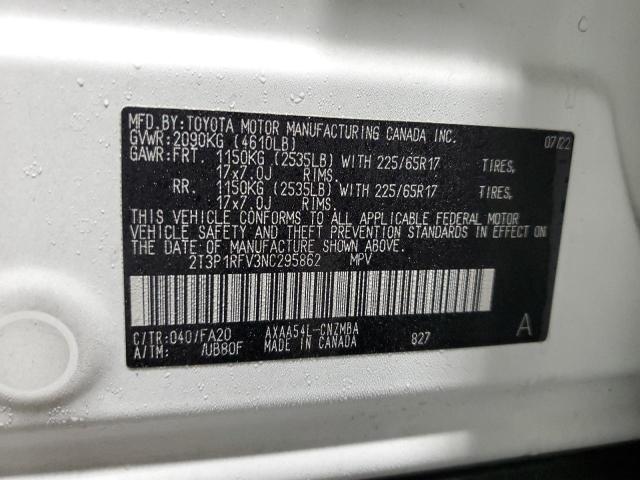 MFD. BY: TOYOTA MOTOR MANUFACTURING CANADA INC. 07/22
GVWR: 2090KG (4610LB)
GAWR: FRT. 1150KG (2535LB) WITH 225/65R17 TIRES,
17x7.0J RIMS.
RR. 1150KG (2535LB) WITH 225/65R17 TIRES,
17x7.0J RIMS.
THIS VEHICLE CONFORMS TO ALL APPLICABLE FEDERAL MOTOR
VEHICLE SAFETY AND THEFT PREVENTION STANDARDS IN EFFECT ON
THE DATE OF MANUFACTURE SHOWN ABOVE.
2T3P1RFV3NC295862 MPV
C/TR: 040/FA20 AXAA54L-CNZMBA
A/TM: /UB80F MADE IN CANADA 827 A